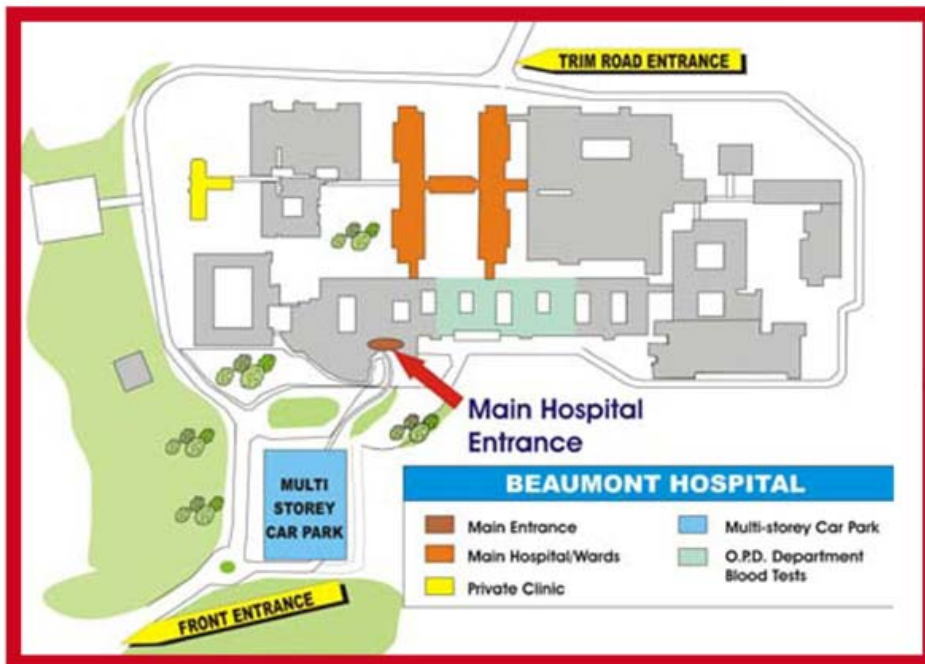 TRIM ROAD ENTRANCE
Main Hospital
Entrance
MULTI
STOREY
CAR PARK
BEAUMONT HOSPITAL
Main Entrance
Main Hospital/Wards
Private Clinic
Multi-storey Car Park
O.P.D. Department
Blood Tests
FRONT ENTRANCE